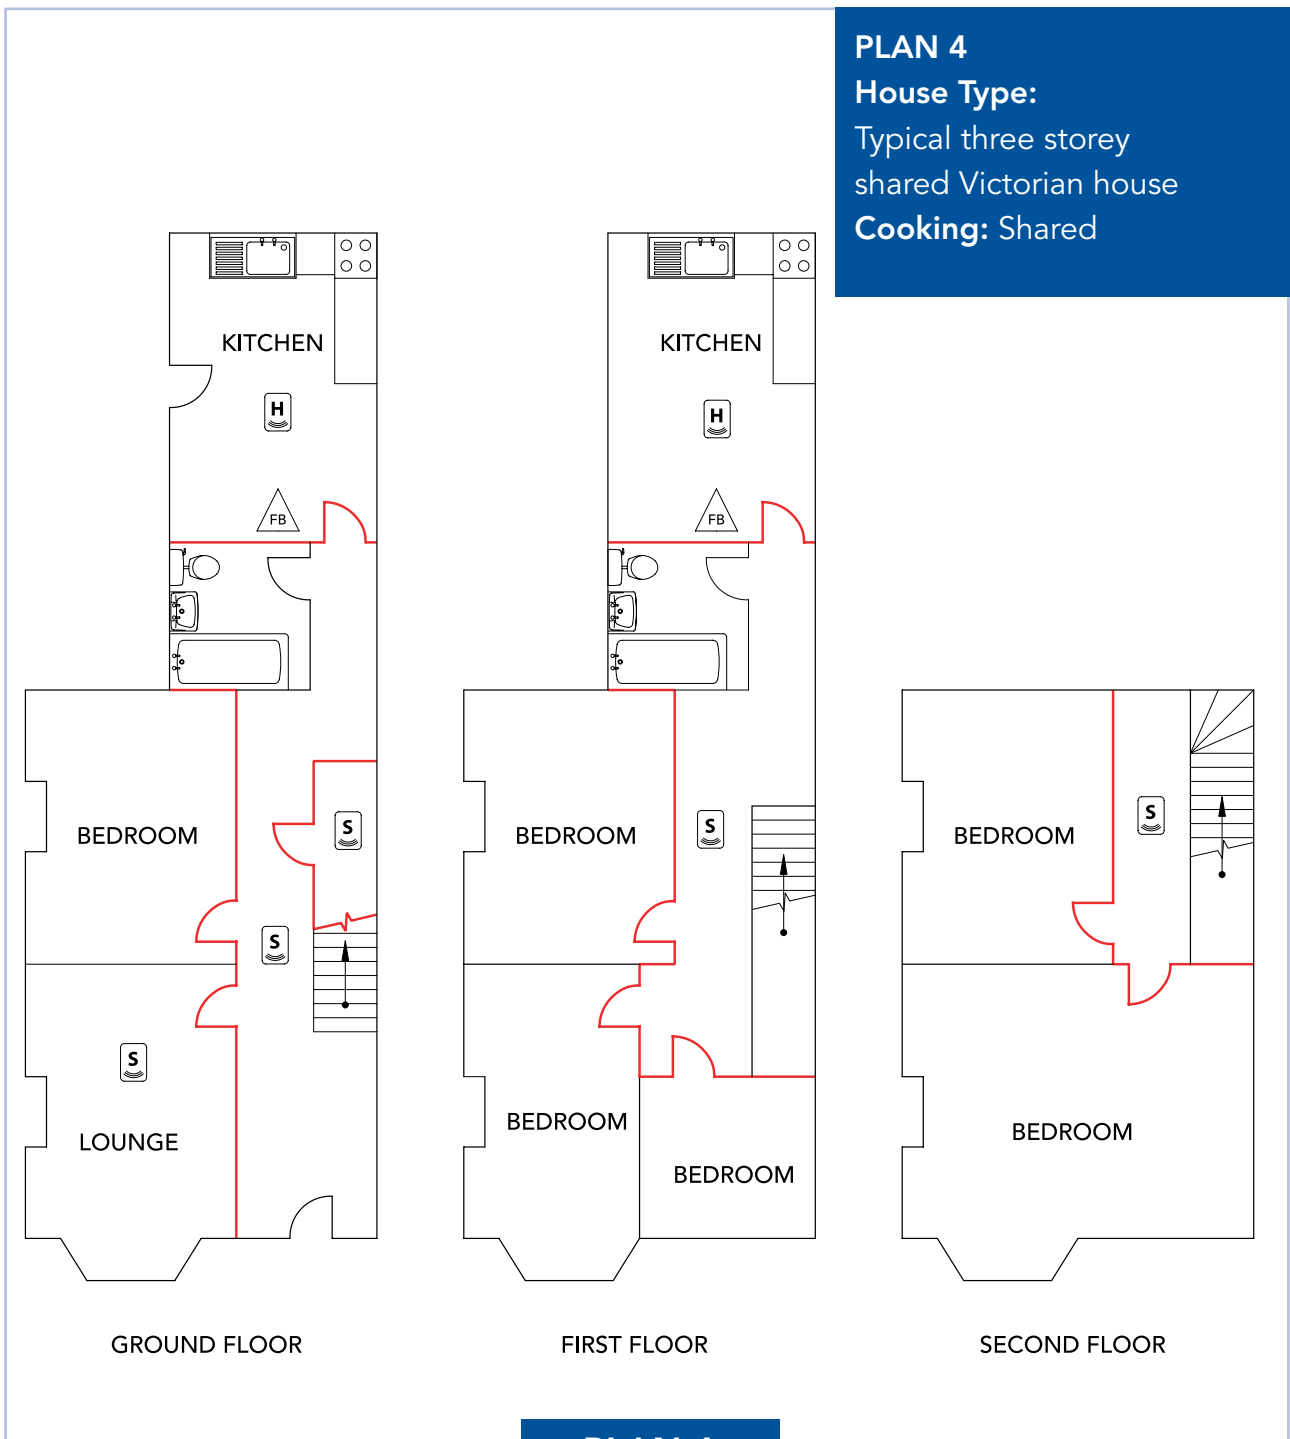 PLAN 4
House Type:
Typical three storey
shared Victorian house
Cooking: Shared
KITCHEN
H
FB
BEDROOM
S
S
S
LOUNGE
GROUND FLOOR
KITCHEN
H
FB
BEDROOM
S
BEDROOM
BEDROOM
FIRST FLOOR
BEDROOM
S
BEDROOM
SECOND FLOOR